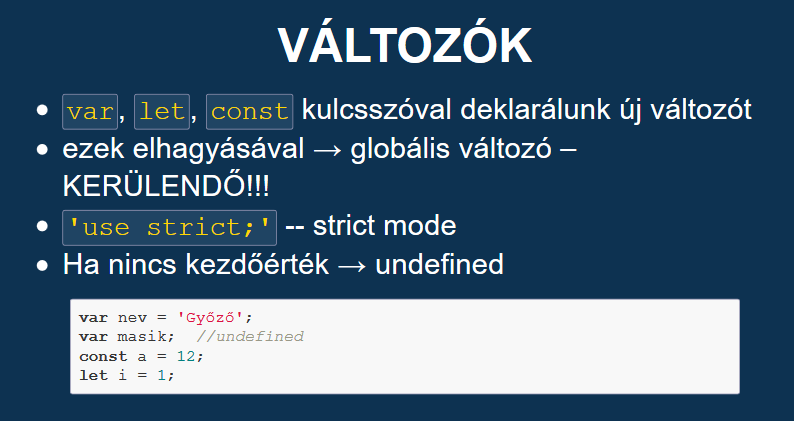 VÁLTOZÓK
• var, let, const kulcsszóval deklarálunk új változót
• ezek elhagyásával → globális változó –
KERÜLENDŐ!!!
• 'use strict;' -- strict mode
• Ha nincs kezdőérték → undefined
var nev = 'Győző';
var masik;  //undefined
const a = 12;
let i = 1;